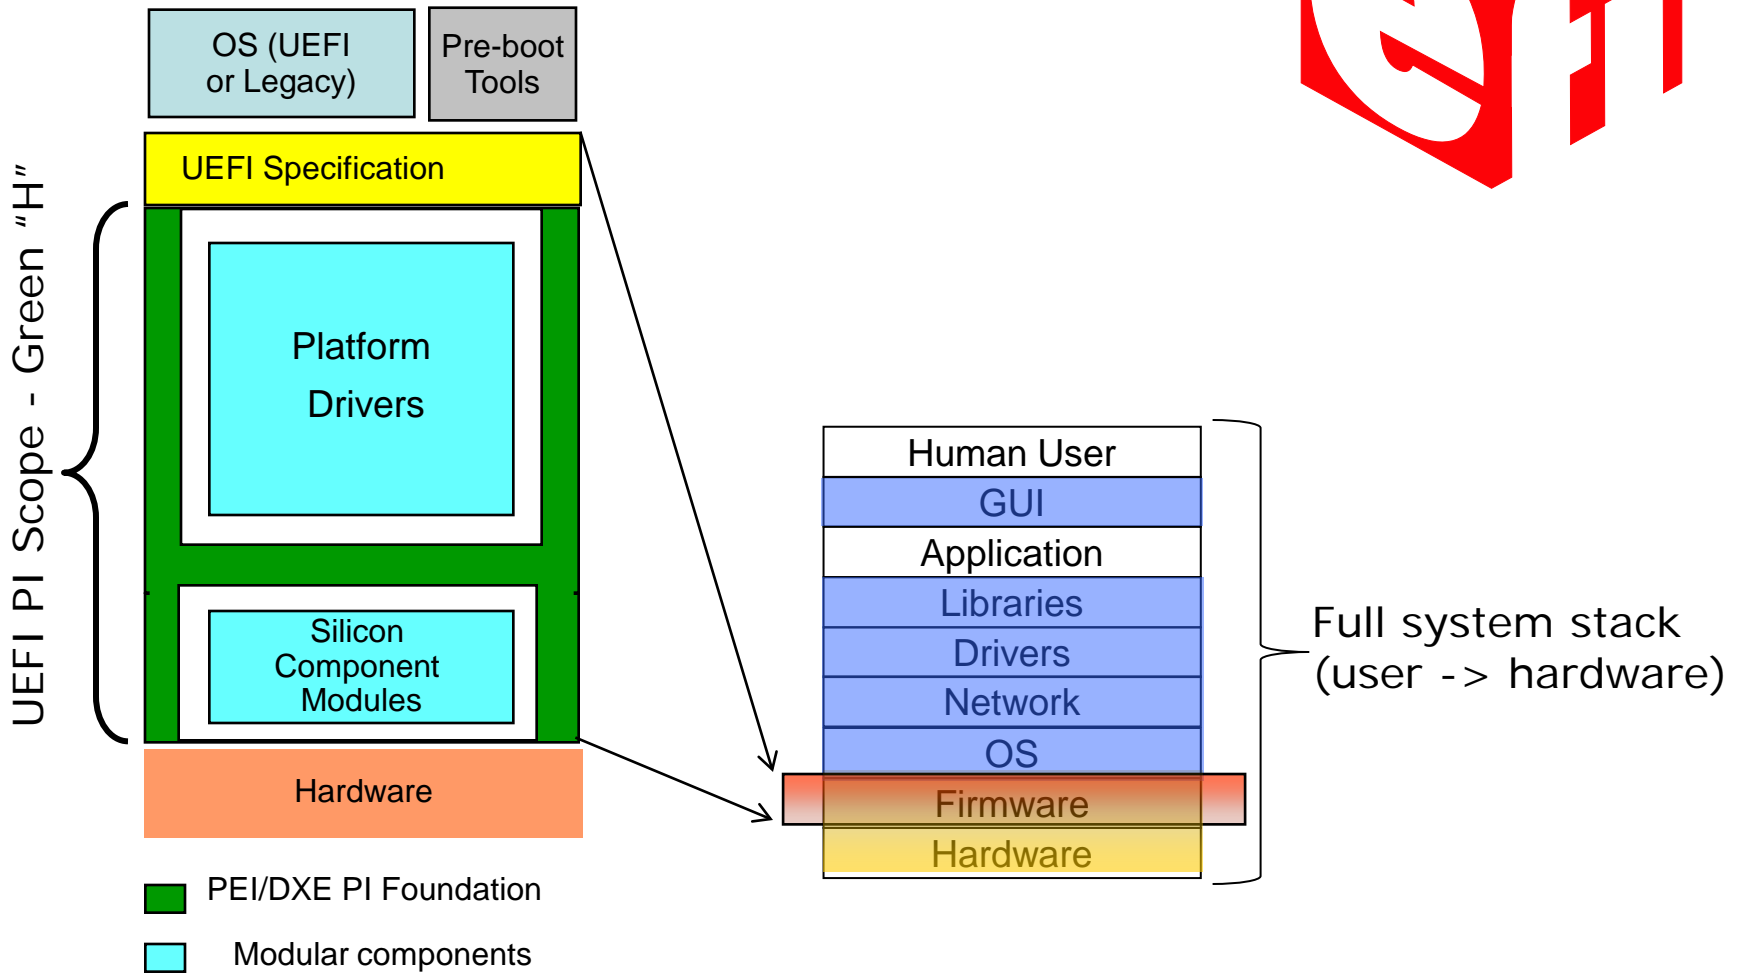 OS (UEFI
or Legacy)
Pre-boot
Tools
UEFI Specification
UEFI PI Scope - Green "H"
Platform
Drivers
Silicon
Component
Modules
Hardware
PEI/DXE PI Foundation
Modular components
Human User
GUI
Application
Libraries
Drivers
Network
OS
Firmware
Hardware
Full system stack
(user -> hardware)